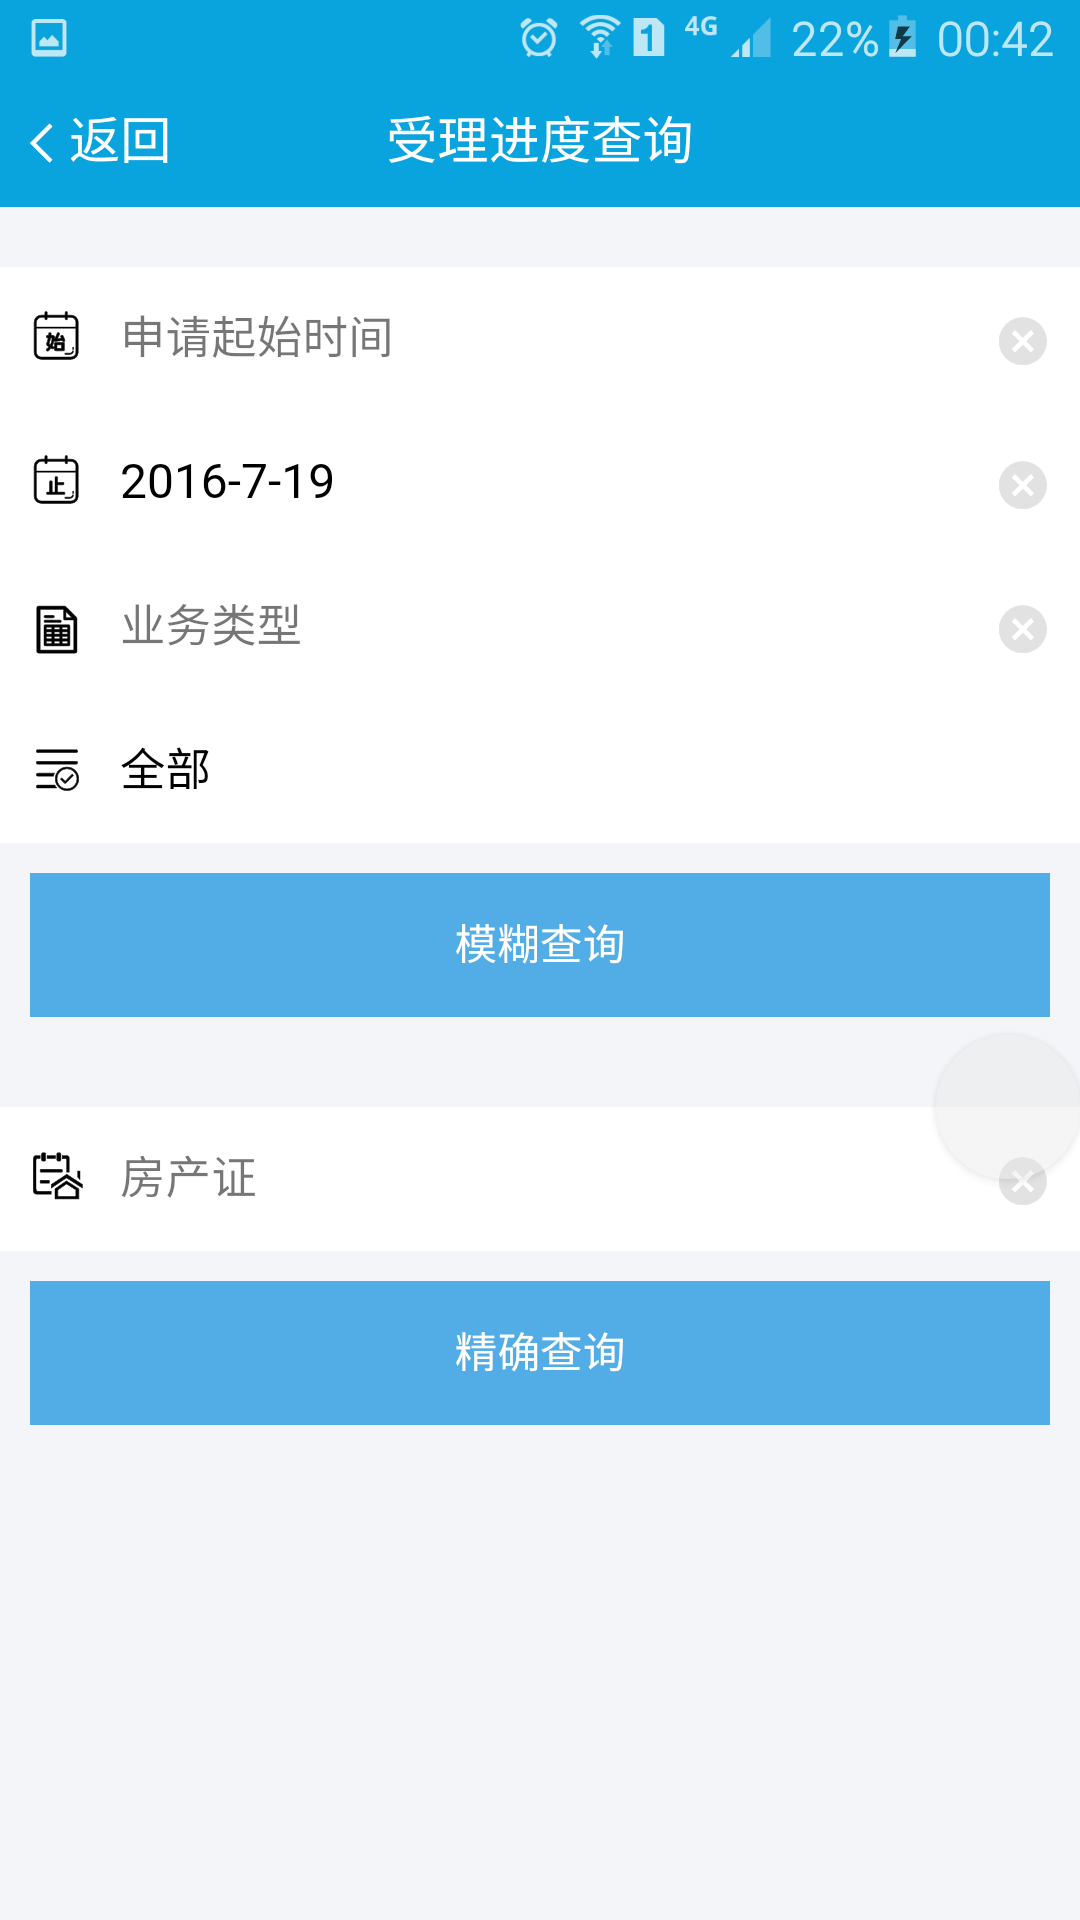 1 4G 22% 00:42
返回 受理进度查询
始 申请起始时间
止 2016-7-19
业务类型
全部
模糊查询
房产证
精确查询